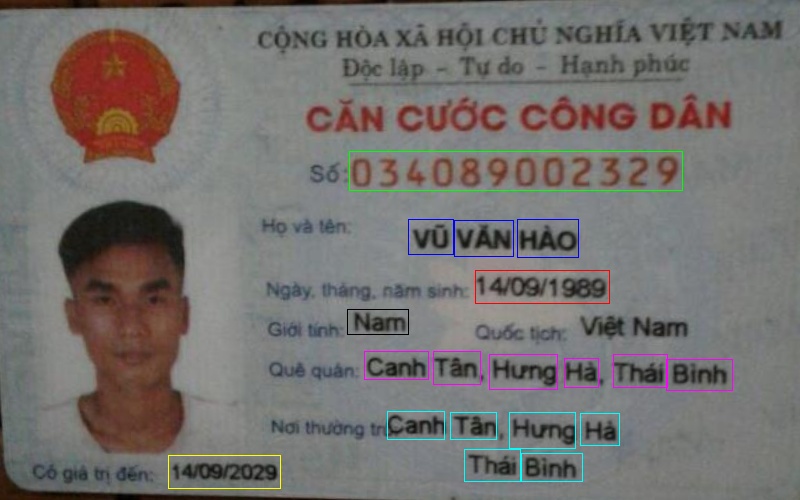 CỘNG HÒA XÃ HỘI CHỦ NGHĨA VIỆT NAM
Độc lập - Tự do - Hạnh phúc
CĂN CƯỚC CÔNG DÂN
Số: 034089002329
Họ và tên: VŨ VĂN HÀO
Ngày, tháng, năm sinh: 14/09/1989
Giới tính: Nam Quốc tịch: Việt Nam
Quê quán: Canh Tân, Hưng Hà, Thái Bình
Nơi thường trú: Canh Tân, Hưng Hà
Thái Bình
Có giá trị đến: 14/09/2029